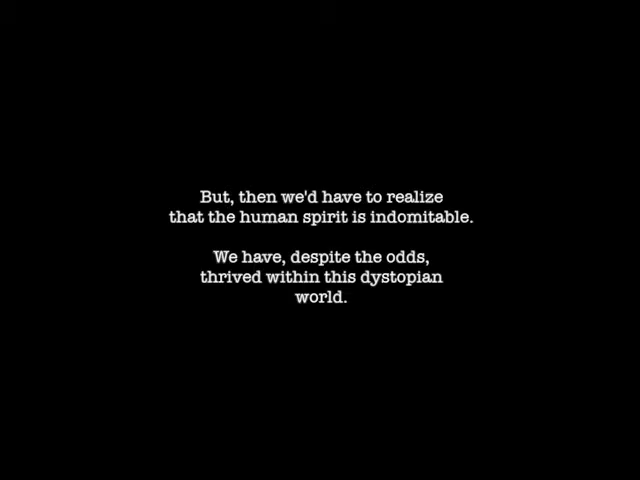 But, then we'd have to realize
that the human spirit is indomitable.
We have, despite the odds,
thrived within this dystopian
world.